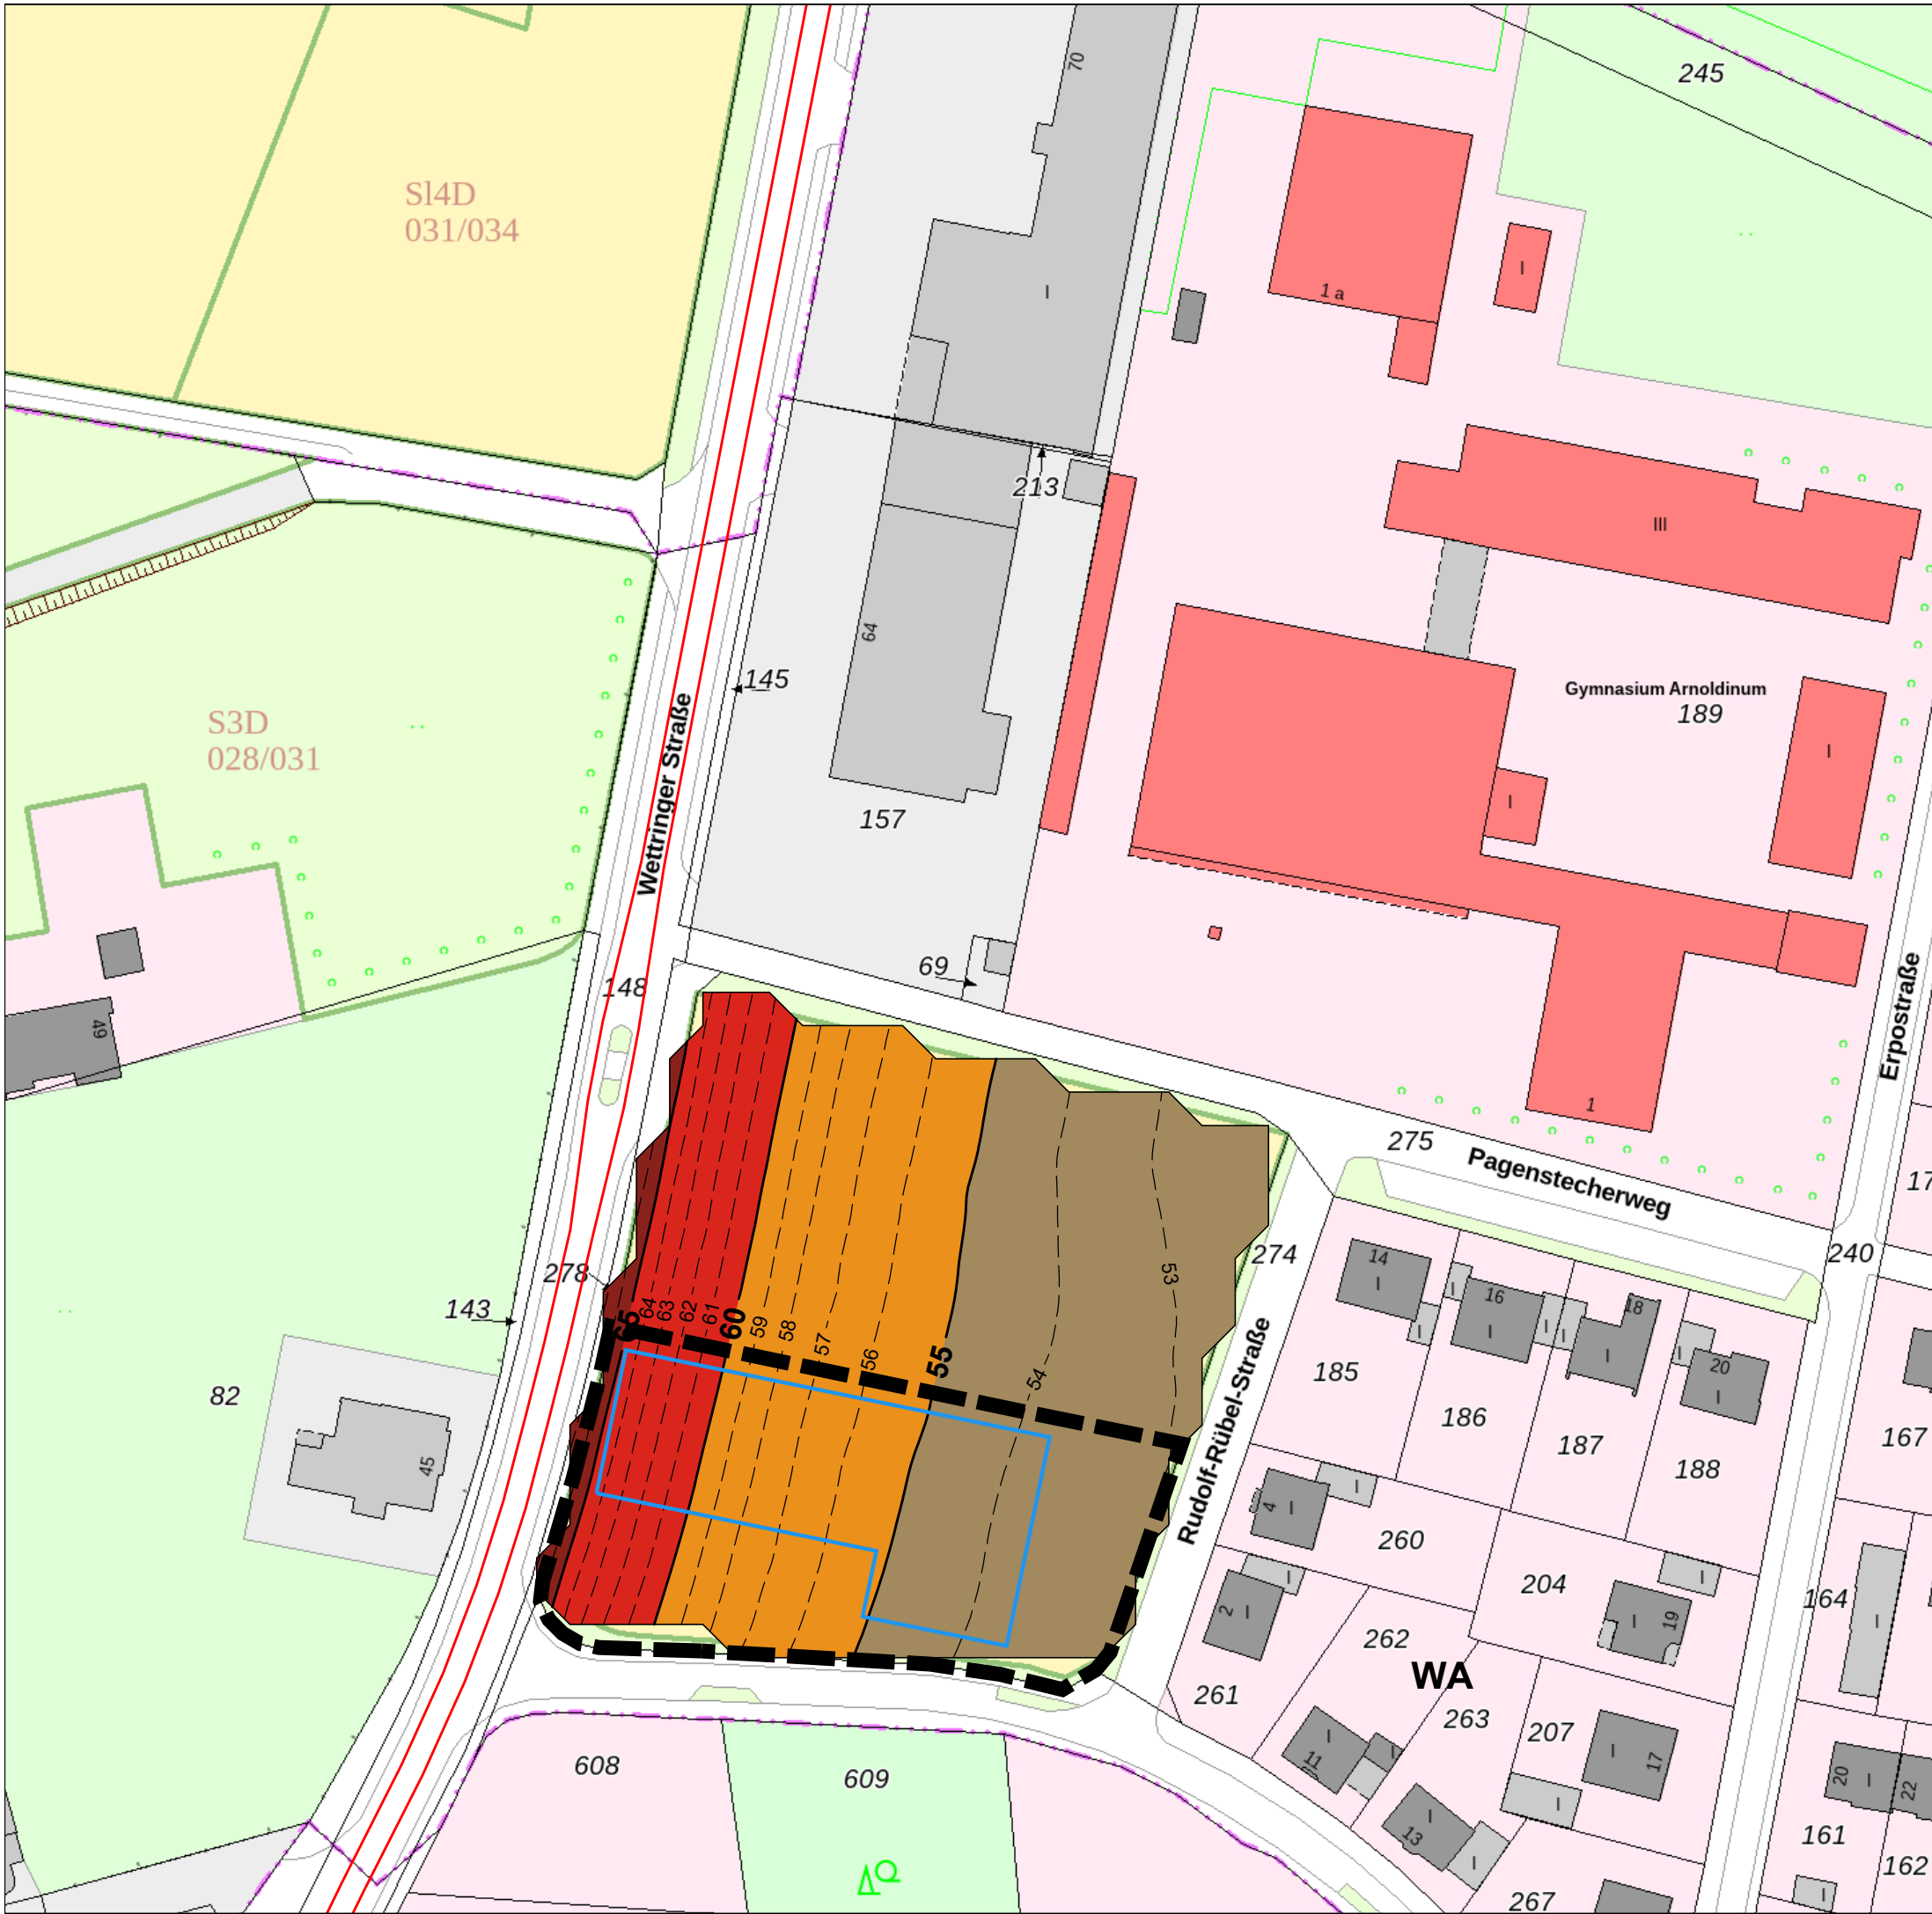 70
245
Sl4D
031/034
I
1 a
I
213
III
64
145
Gymnasium Arnoldinum
189
S3D
028/031
I
Wettringer Straße
I
157
69
148
49
Erpostraße
1
275
Pagenstecherweg
17
274
240
278
14
I
143
65
64
63
62
61
60
59
58
57
56
55
54
53
I
16
I
I
I
18
I
I
20
I
I
185
82
186
187
188
167
45
Rudolf-Rübel-Straße
4
I
I
260
204
I
164
I
2
I
I
262
I
19
WA
261
263
207
I
17
I
11
I
608
609
20
I
22
I
13
I
I
161
162
267
I